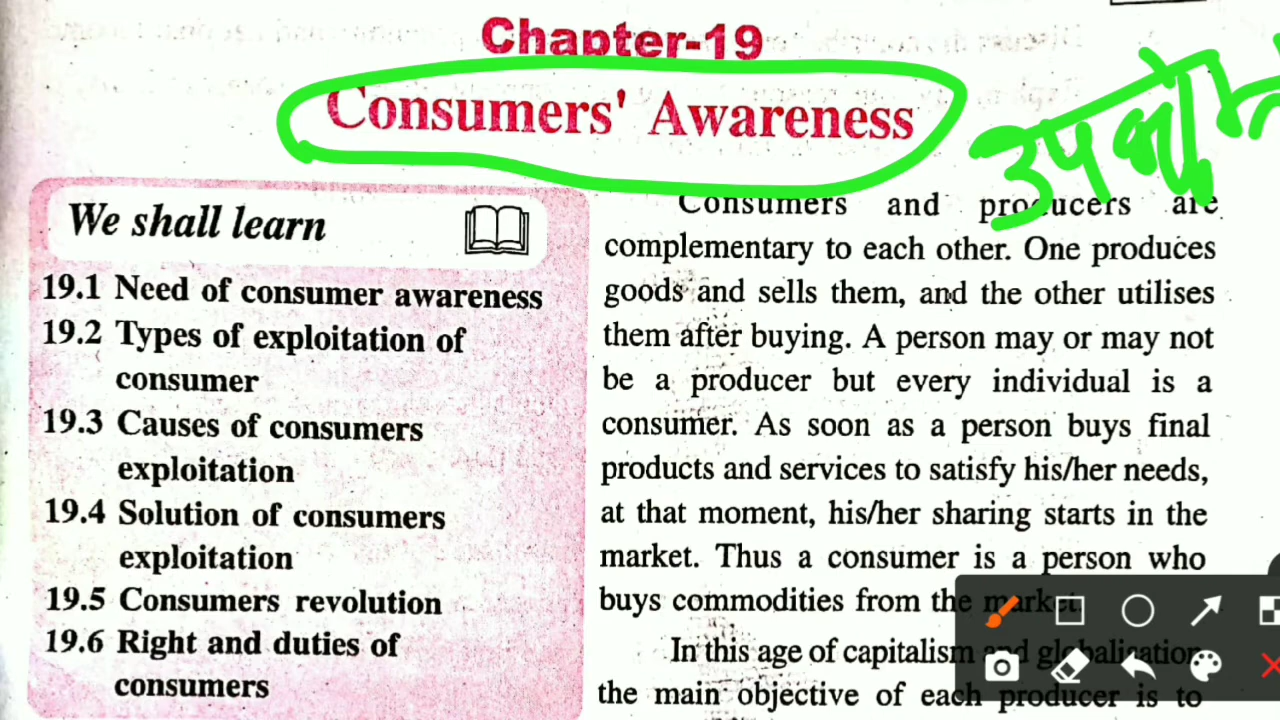 Chapter-19
Consumers' Awareness
We shall learn
19.1 Need of consumer awareness
19.2 Types of exploitation of
consumer
19.3 Causes of consumers
exploitation
19.4 Solution of consumers
exploitation
19.5 Consumers revolution
19.6 Right and duties of
consumers
Consumers and producers are
complementary to each other. One produces
goods and sells them, and the other utilises
them after buying. A person may or may not
be a producer but every individual is a
consumer. As soon as a person buys final
products and services to satisfy his/her needs,
at that moment, his/her sharing starts in the
market. Thus a consumer is a person who
buys commodities from the market.
In this age of capitalism and globalisation
the main objective of each producer is to